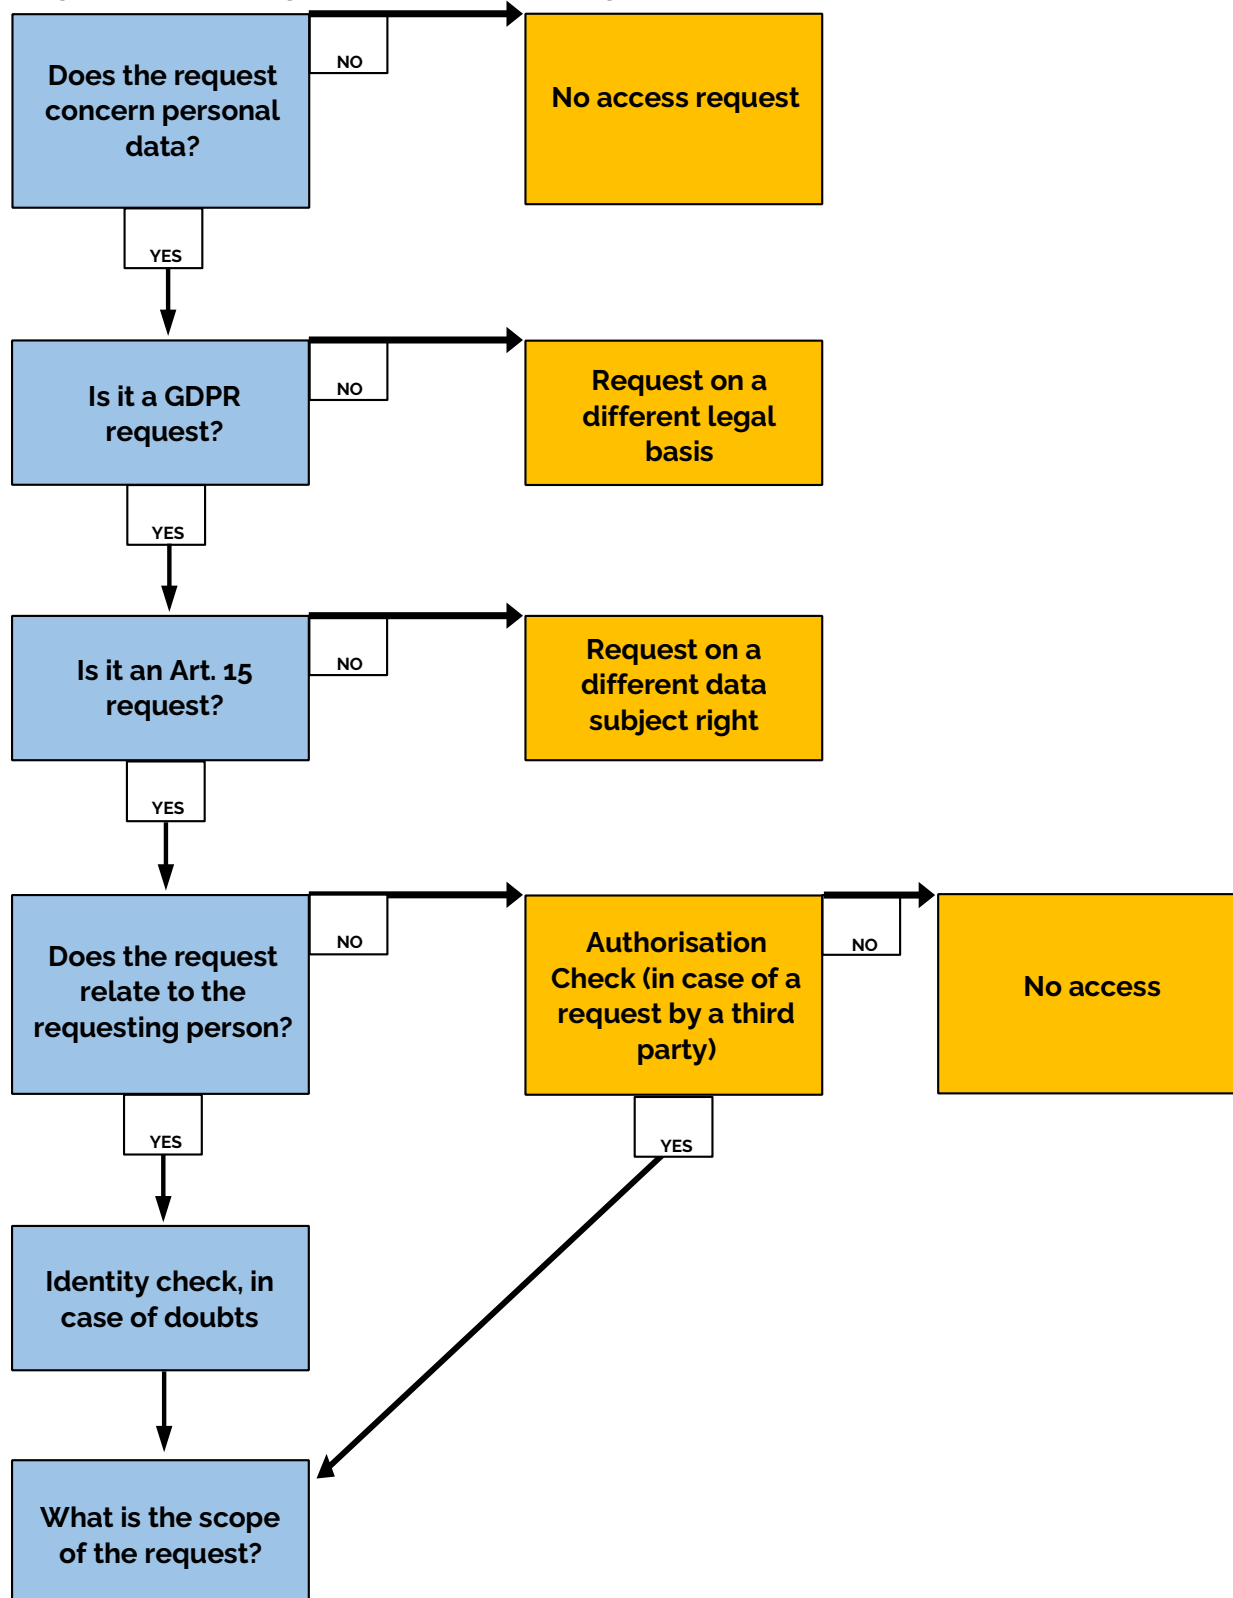 Does the request
concern personal
data?
NO
No access request
YES
Is it a GDPR
request?
NO
Request on a
different legal
basis
YES
Is it an Art. 15
request?
NO
Request on a
different data
subject right
YES
Does the request
relate to the
requesting person?
NO
Authorisation
Check (in case of a
request by a third
party)
NO
No access
YES
YES
Identity check, in
case of doubts
What is the scope
of the request?